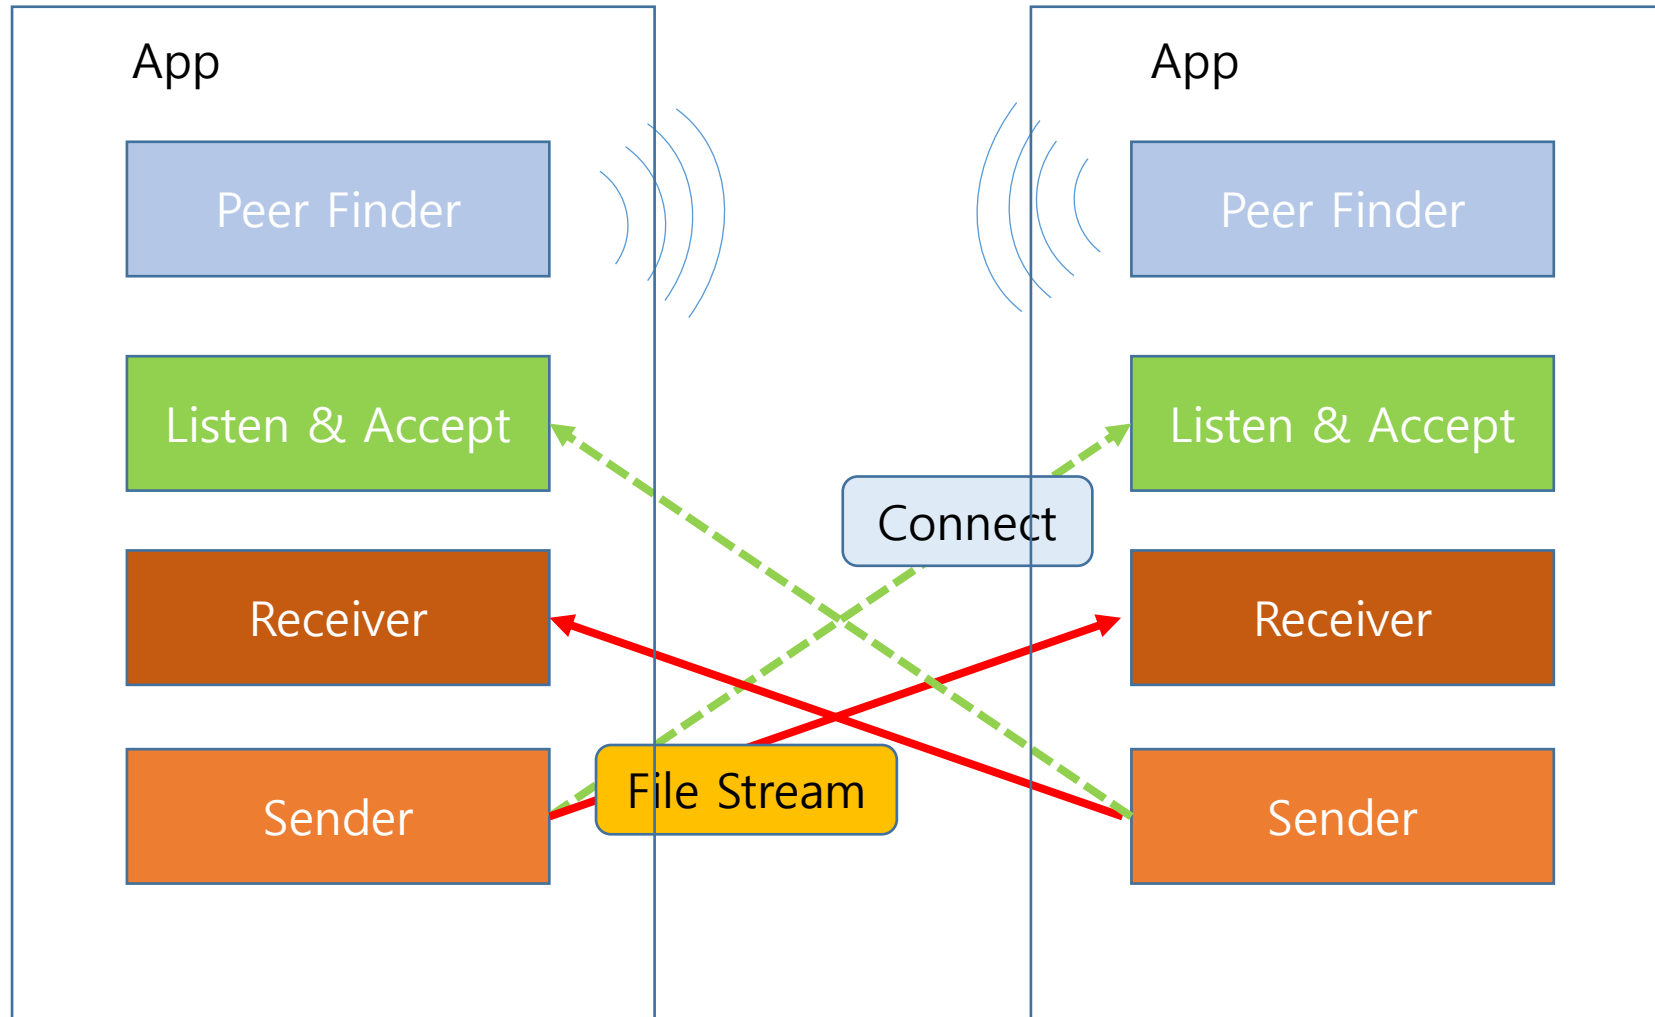 App
Peer Finder
Listen & Accept
Receiver
Sender
Connect
File Stream
App
Peer Finder
Listen & Accept
Receiver
Sender